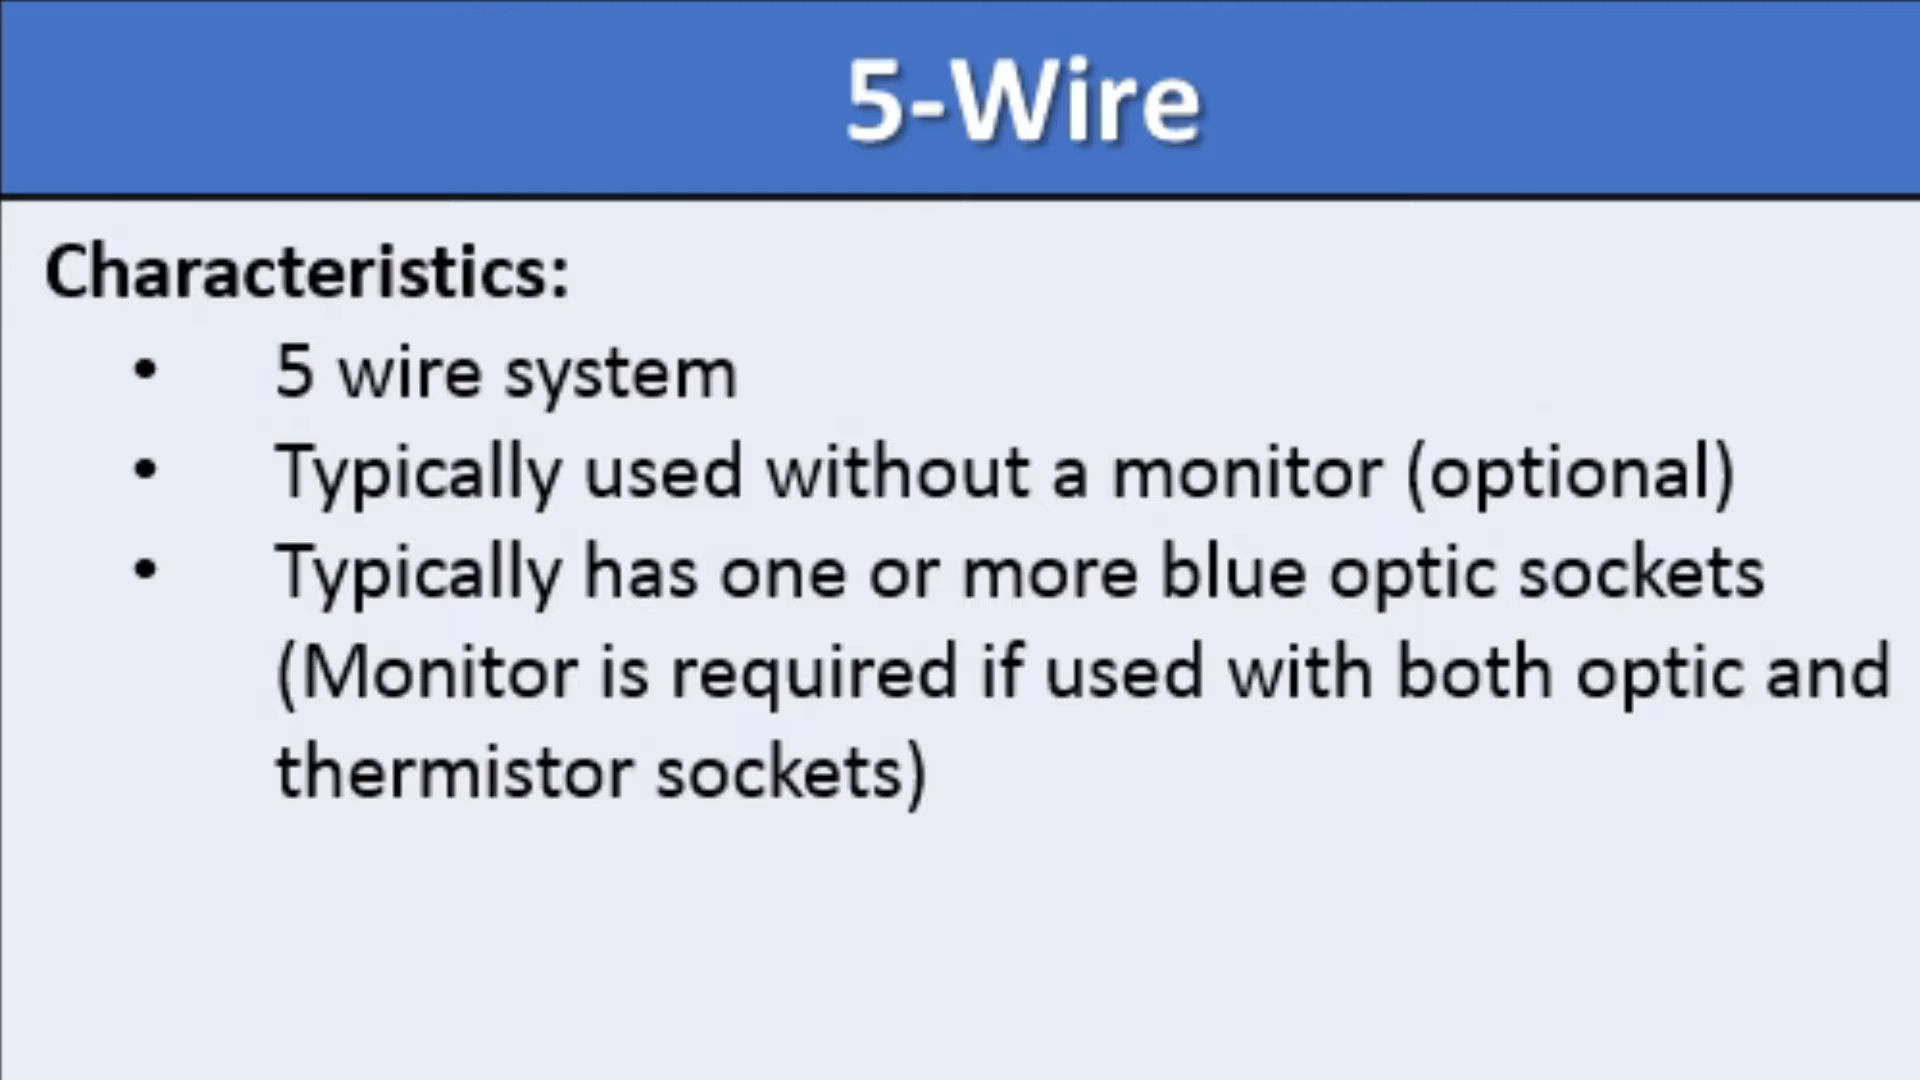 5-Wire
Characteristics:
• 5 wire system
• Typically used without a monitor (optional)
• Typically has one or more blue optic sockets
(Monitor is required if used with both optic and
thermistor sockets)